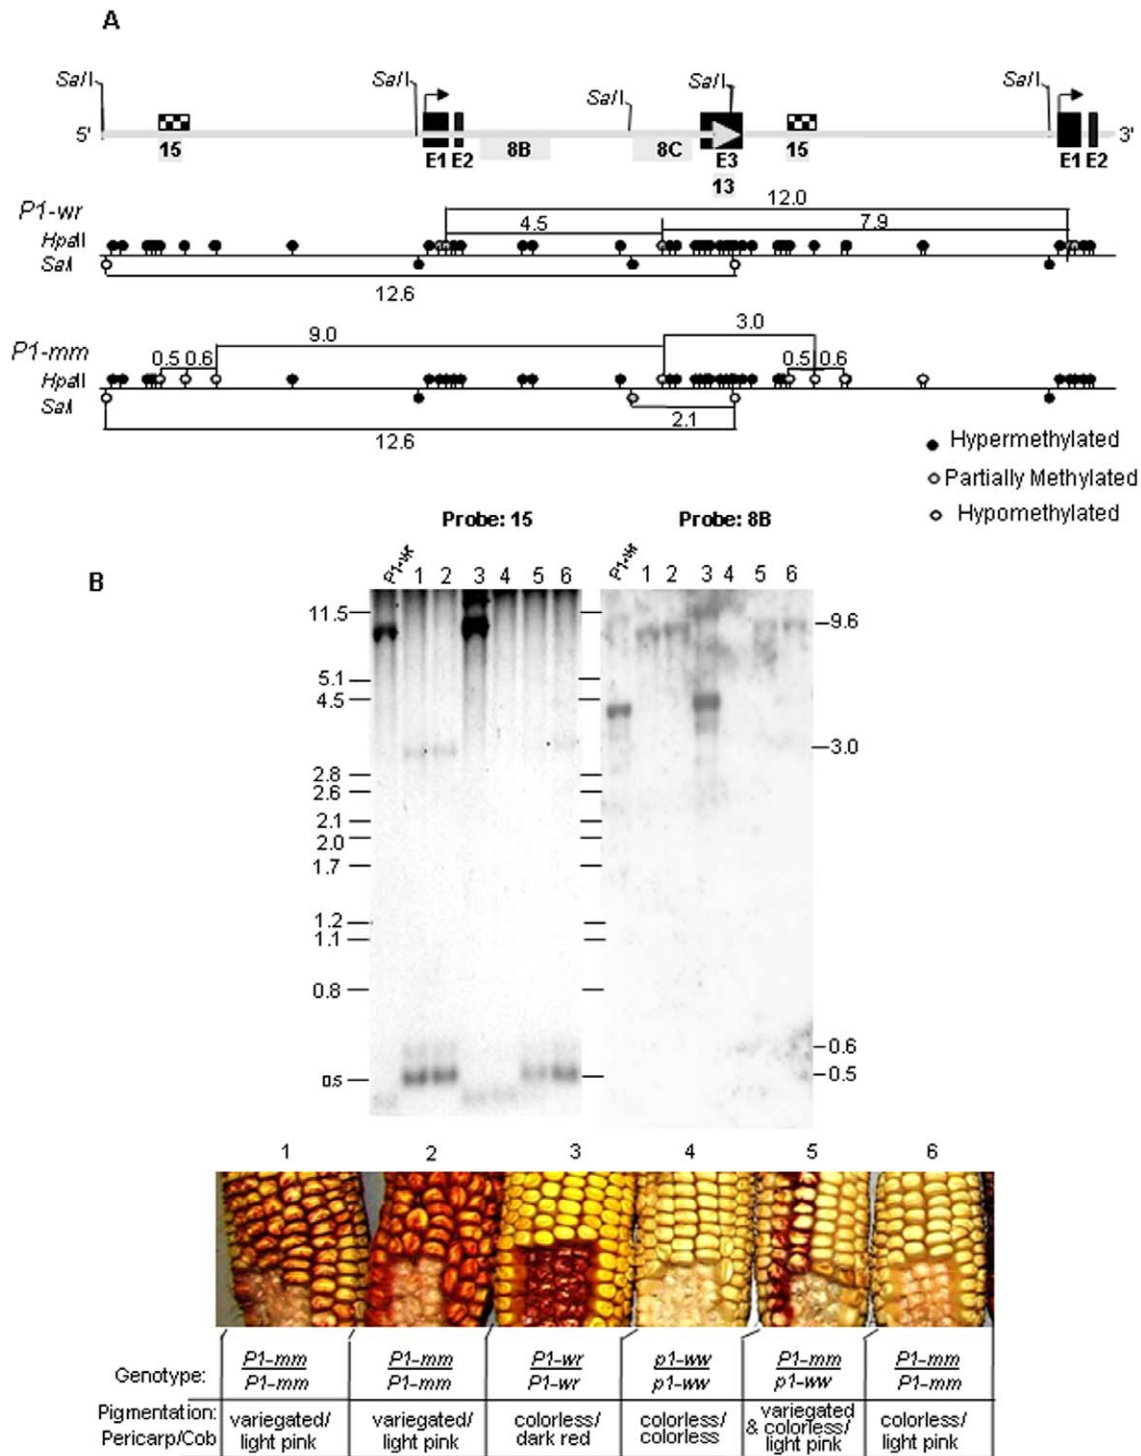 A
SalI SalI SalI SalI SalI
5' 3'
15 E1 E2 8B 8C E3 15 E1 E2
13
P1-wr 12.0
4.5 7.9
HpaII
SalI
12.6
3.0
9.0
P1-mm 0.5 0.6 0.5 0.6
HpaII
SalI
2.1
12.6
Hypermethylated
Partially Methylated
Hypomethylated
Probe: 15 Probe: 8B
B
P1-wr 1 2 3 4 5 6 P1-wr 1 2 3 4 5 6
11.5 9.6
5.1
4.5
3.0
2.8
2.6
2.1
2.0
1.7
1.2
1.1
0.8
0.6
0.5 0.5
1 2 3 4 5 6
Genotype: P1-mm/P1-mm P1-mm/P1-mm P1-wr/P1-wr p1-ww/p1-ww P1-mm/p1-ww P1-mm/P1-mm
Pigmentation: variegated
Pericarp/Cob variegated/ variegated/ colorless/ colorless/ & colorless/ colorless/
light pink light pink dark red colorless light pink light pink